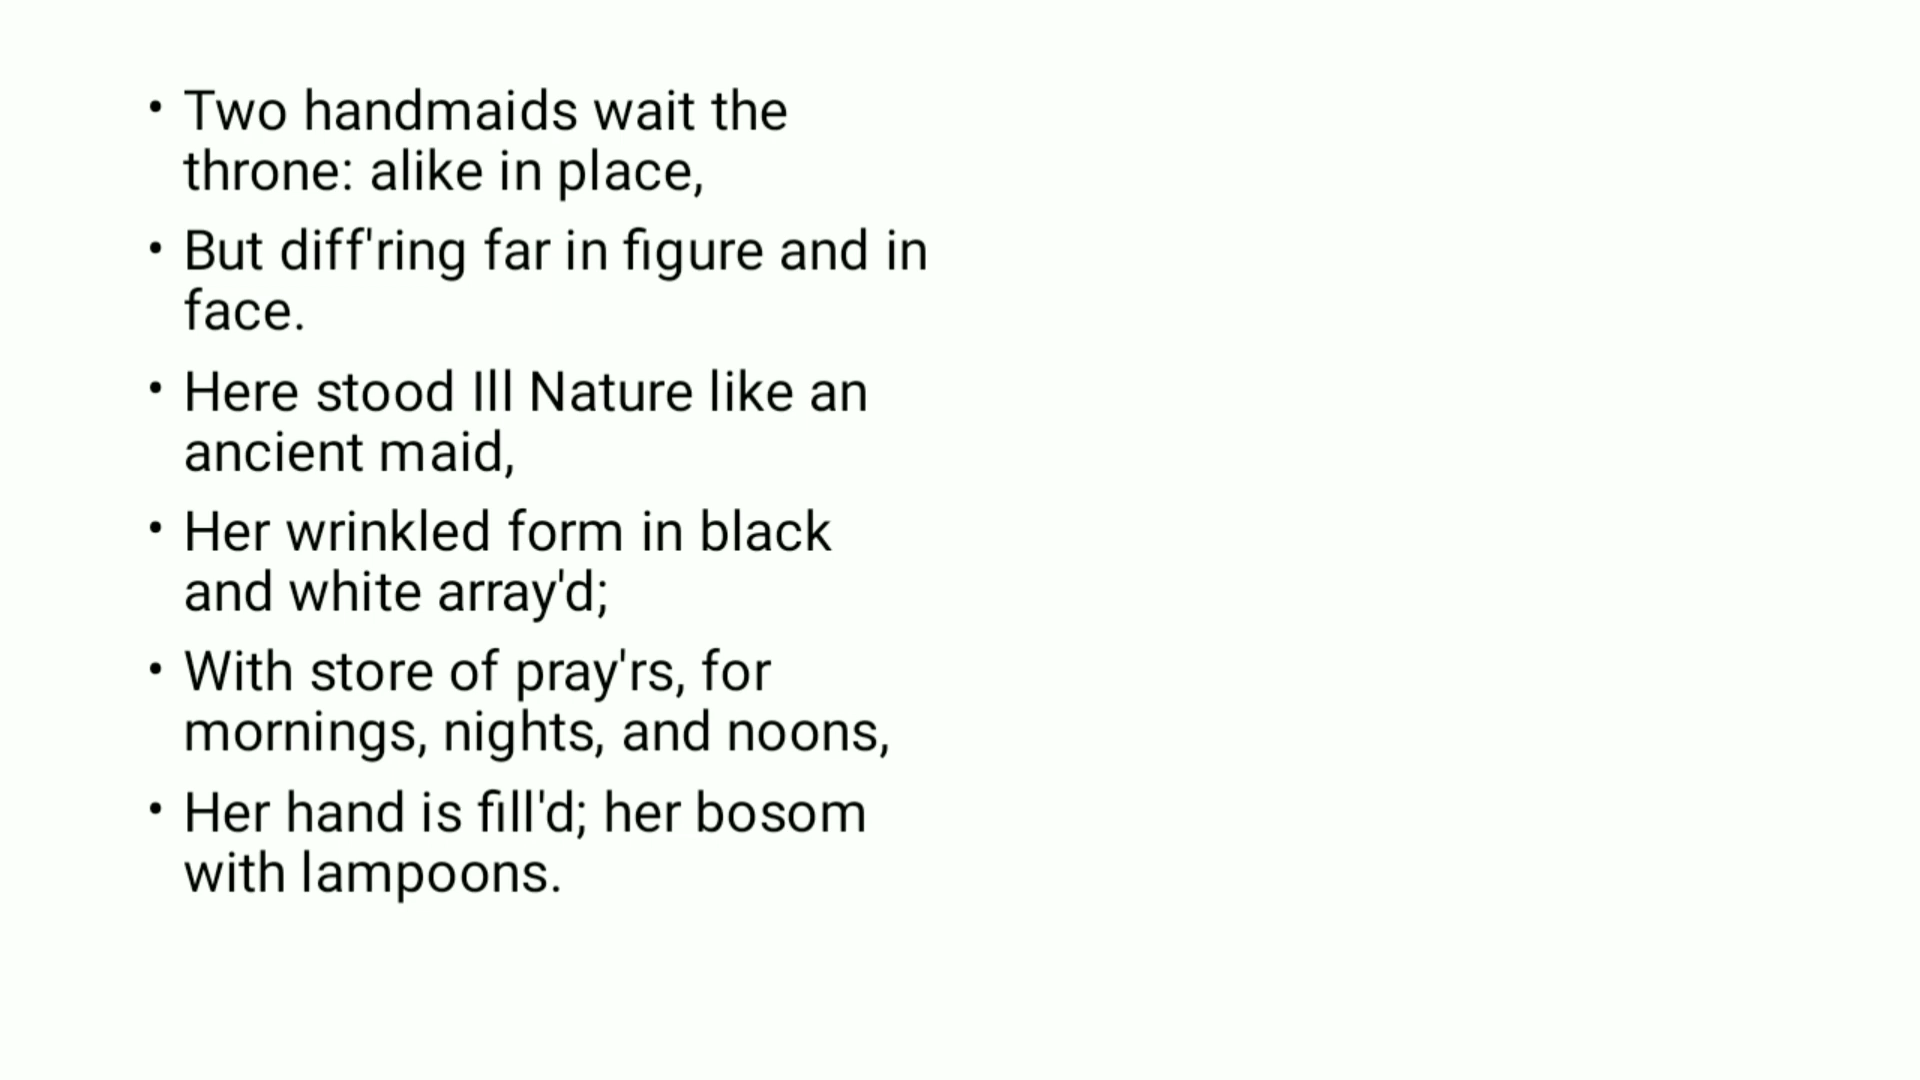 • Two handmaids wait the
throne: alike in place,
• But diff'ring far in figure and in
face.
• Here stood Ill Nature like an
ancient maid,
• Her wrinkled form in black
and white array'd;
• With store of pray'rs, for
mornings, nights, and noons,
• Her hand is fill'd; her bosom
with lampoons.